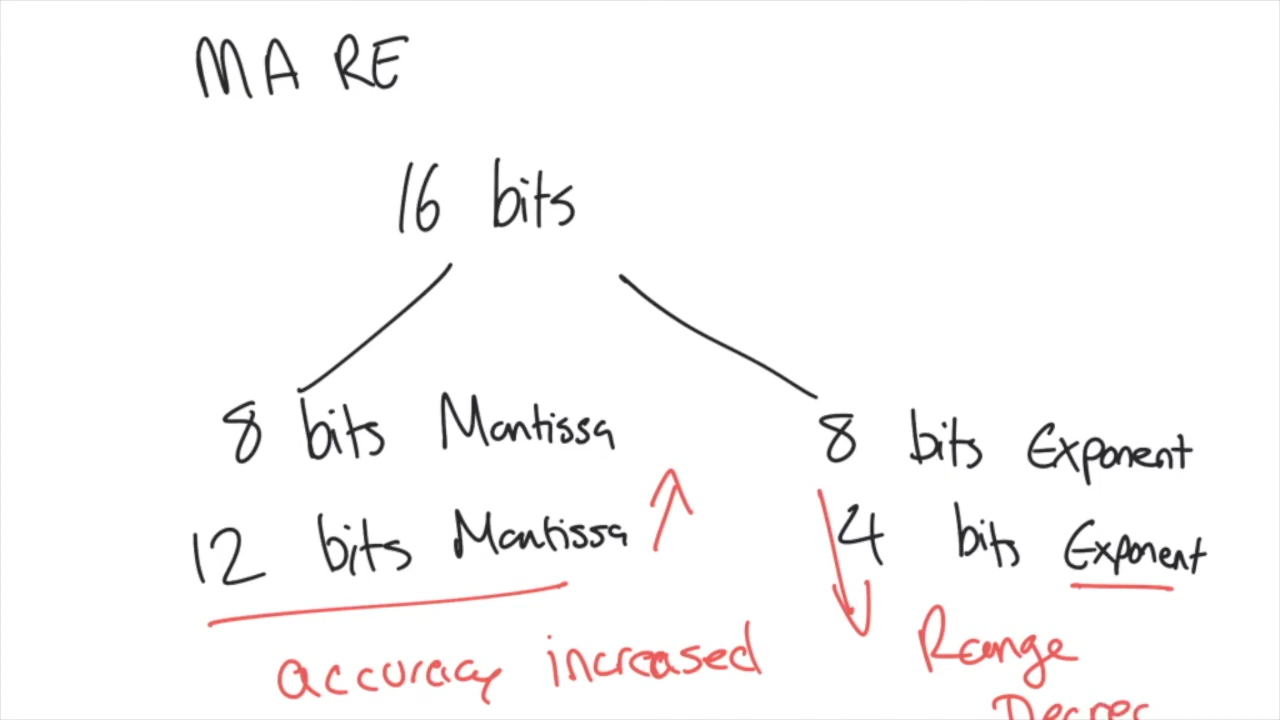 MA RE
16 bits
8 bits Mantissa
8 bits Exponent
12 bits Mantissa
4 bits Exponent
accuracy increased
Range